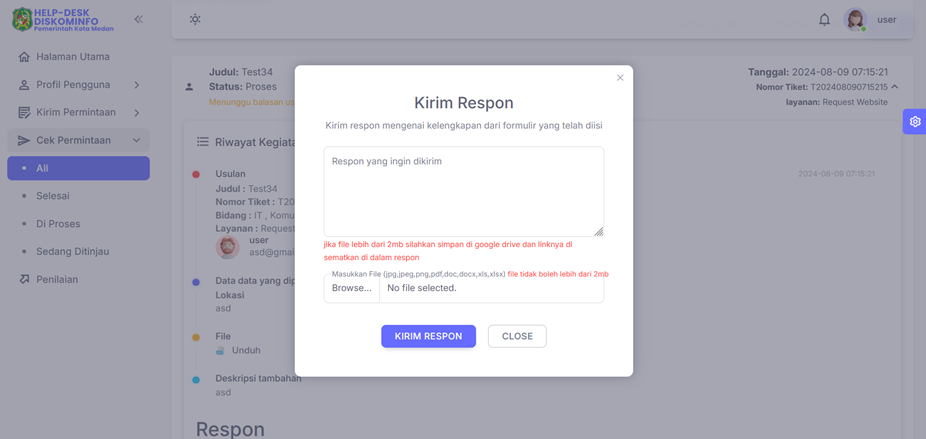 HELP-DESK
DISKOMINFO
Pemerintah Kota Medan
user
Halaman Utama
Profil Pengguna
Kirim Permintaan
Cek Permintaan
All
Selesai
Di Proses
Sedang Ditinjau
Penilaian
Judul: Test34
Status: Proses
Menunggu balasan us
Tanggal: 2024-08-09 07:15:21
Nomor Tiket: T202408090715215
layanan: Request Website
Riwayat Kegiata
Usulan
2024-08-09 07:15:21
Judul : Test34
Nomor Tiket : T20
Bidang : IT , Komu
Layanan : Request
user
asd@gmai
Data data yang dip
Lokasi
asd
File
Unduh
Deskripsi tambahan
asd
Respon
Kirim Respon
Kirim respon mengenai kelengkapan dari formulir yang telah diisi
Respon yang ingin dikirim
jika file lebih dari 2mb silahkan simpan di google drive dan linknya di
sematkan di dalam respon
Masukkan File (jpg,jpeg,png,pdf,doc,docx,xls,xlsx) file tidak boleh lebih dari 2mb
Browse... No file selected.
KIRIM RESPON
CLOSE